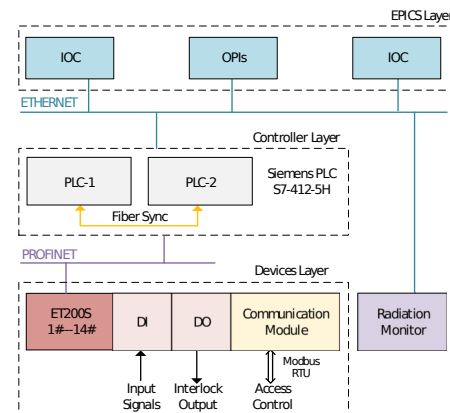 EPICS Layer
IOC
OPIs
IOC
ETHERNET
Controller Layer
PLC-1
PLC-2
Siemens PLC
S7-412-5H
Fiber Sync
PROFINET
Devices Layer
ET200S
1#--14#
DI
DO
Communication
Module
Radiation
Monitor
Modbus
RTU
Input
Signals
Interlock
Output
Access
Control